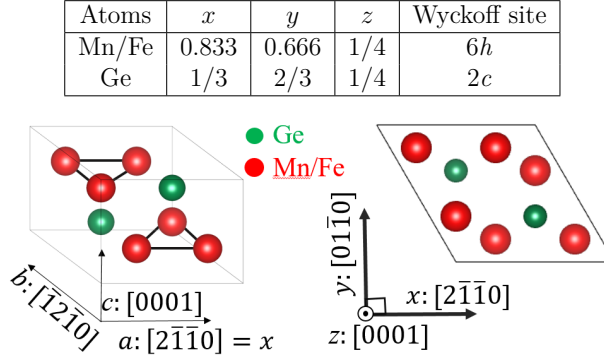 Atoms x y z Wyckoff site
Mn/Fe 0.833 0.666 1/4 6h
Ge 1/3 2/3 1/4 2c
Ge
Mn/Fe
b: [1̄21̄0]
c: [0001]
a: [21̄1̄0] = x
y: [011̄0]
x: [21̄1̄0]
z: [0001]